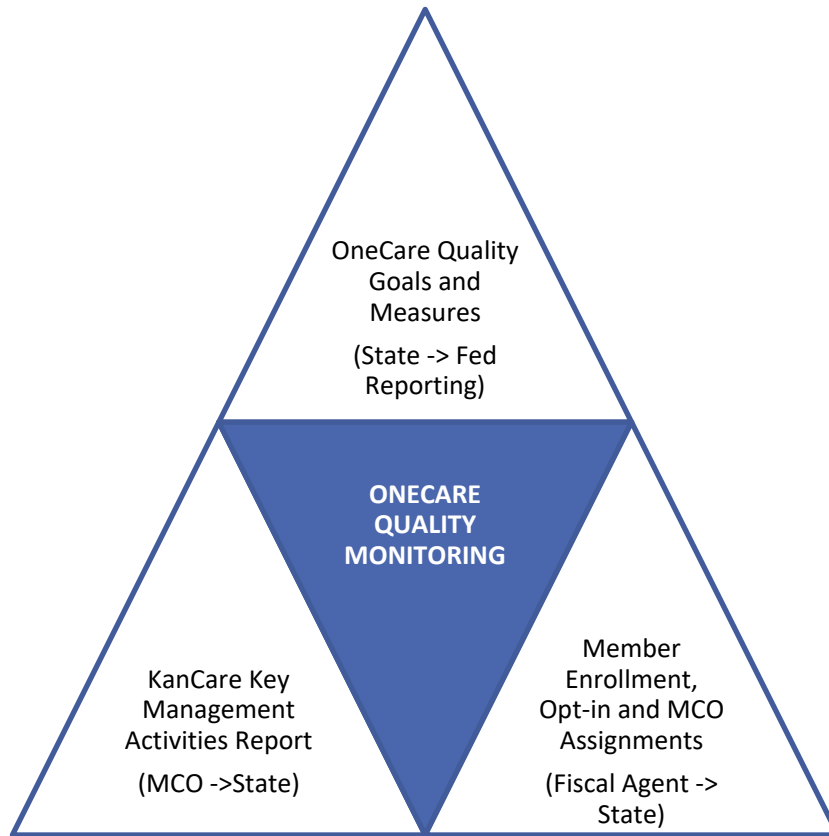 OneCare Quality
Goals and
Measures
(State -> Fed
Reporting)
ONECARE
QUALITY
MONITORING
KanCare Key
Management
Activities Report
(MCO ->State)
Member
Enrollment,
Opt-in and MCO
Assignments
(Fiscal Agent ->
State)